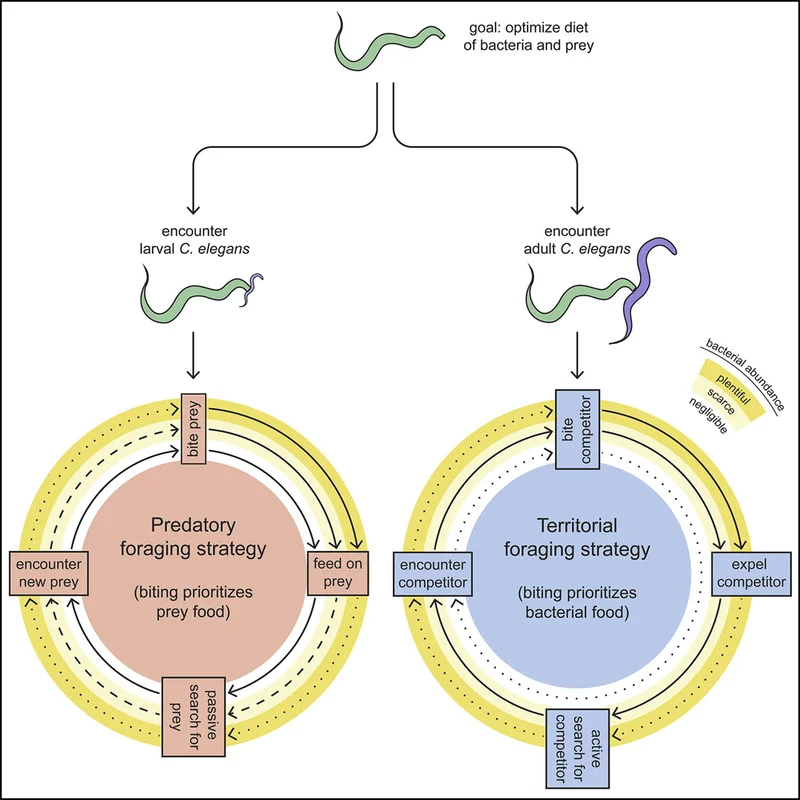 goal: optimize diet
of bacteria and prey
encounter
larval C. elegans
encounter
adult C. elegans
bacterial abundance
plentiful
scarce
negligible
bite prey
Predatory
foraging strategy
(biting prioritizes
prey food)
encounter
new prey
feed on
prey
passive
search for
prey
bite
competitor
Territorial
foraging strategy
(biting prioritizes
bacterial food)
encounter
competitor
expel
competitor
active
search for
competitor